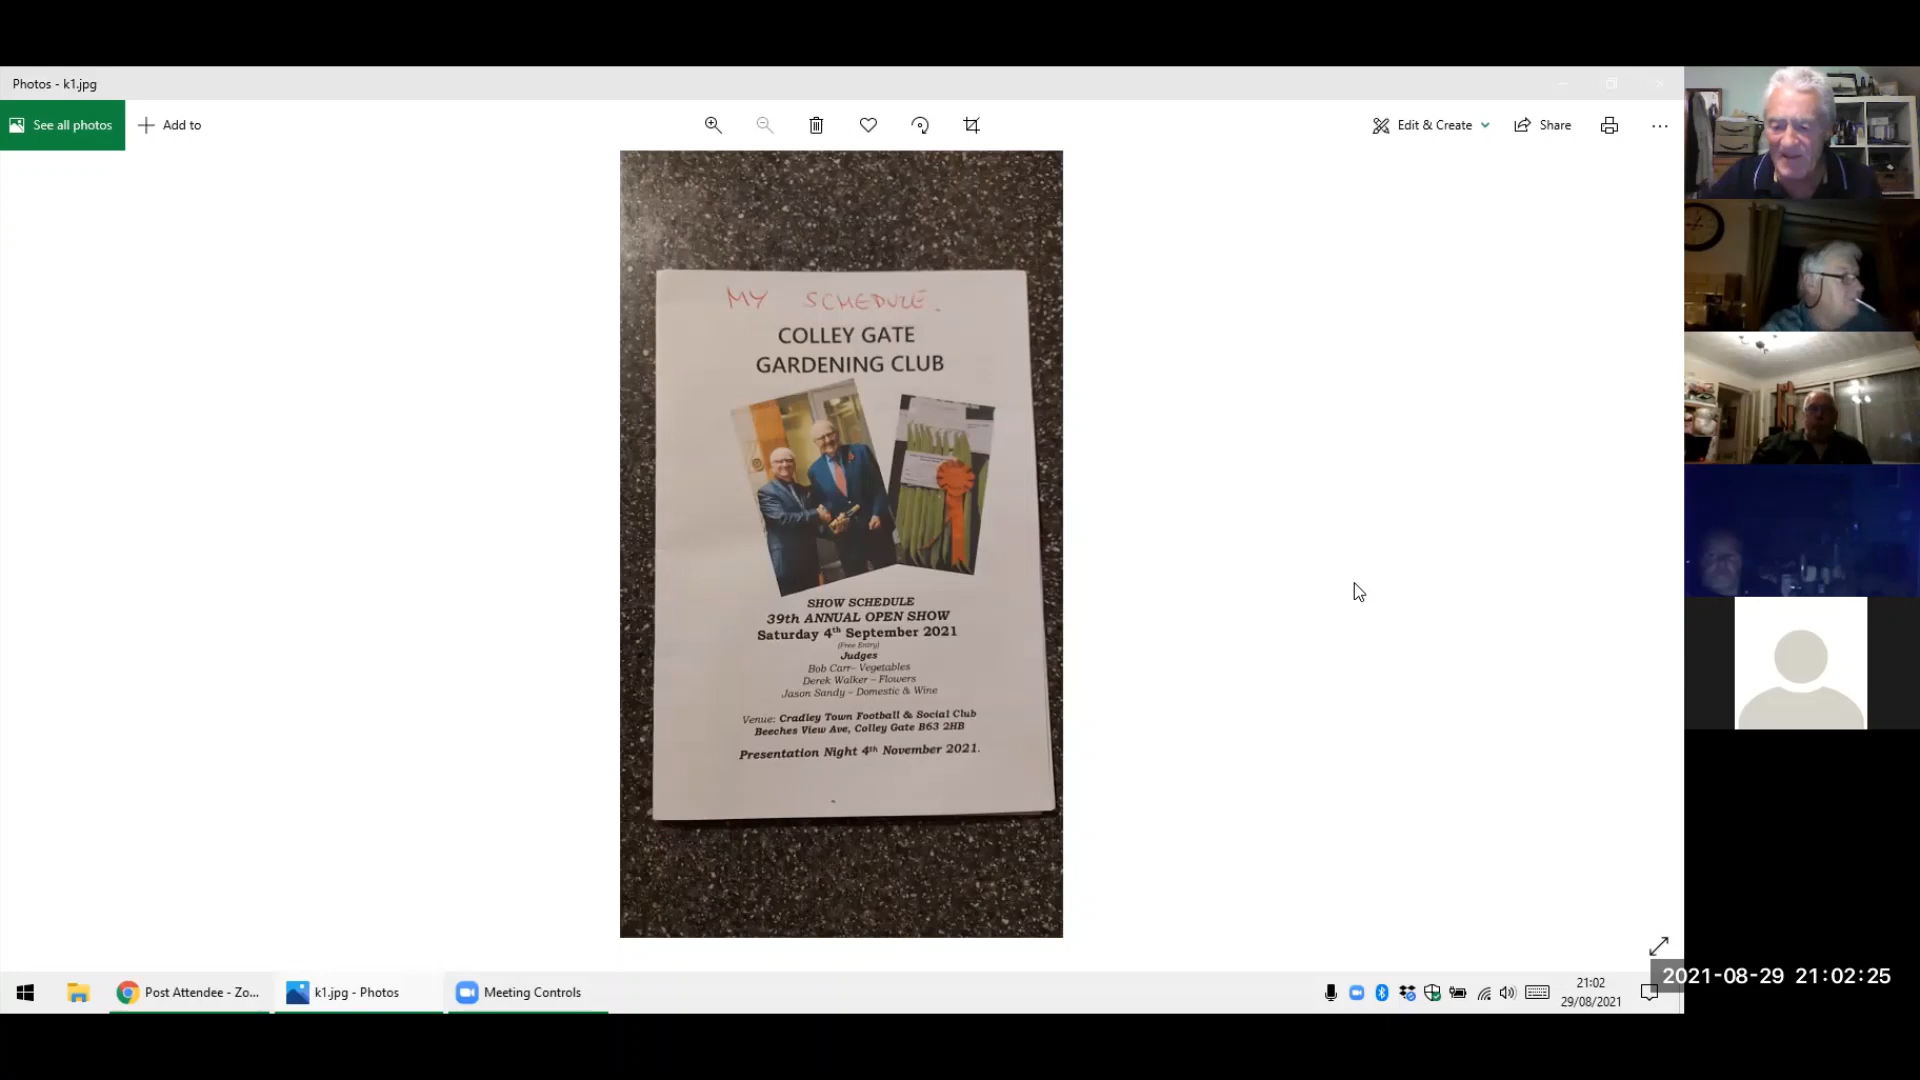 Photos - k1.jpg
See all photos
Add to
Edit & Create
Share
MY SCHEDULE.
COLLEY GATE
GARDENING CLUB
SHOW SCHEDULE
39th ANNUAL OPEN SHOW
Saturday 4th September 2021
(Free Entry)
Judges
Bob Carr– Vegetables
Derek Walker – Flowers
Jason Sandy – Domestic & Wine
Venue: Cradley Town Football & Social Club
Beeches View Ave, Colley Gate B63 2HB
Presentation Night 4th November 2021.
Post Attendee - Zo...
k1.jpg - Photos
Meeting Controls
21:02
29/08/2021
2021-08-29 21:02:25